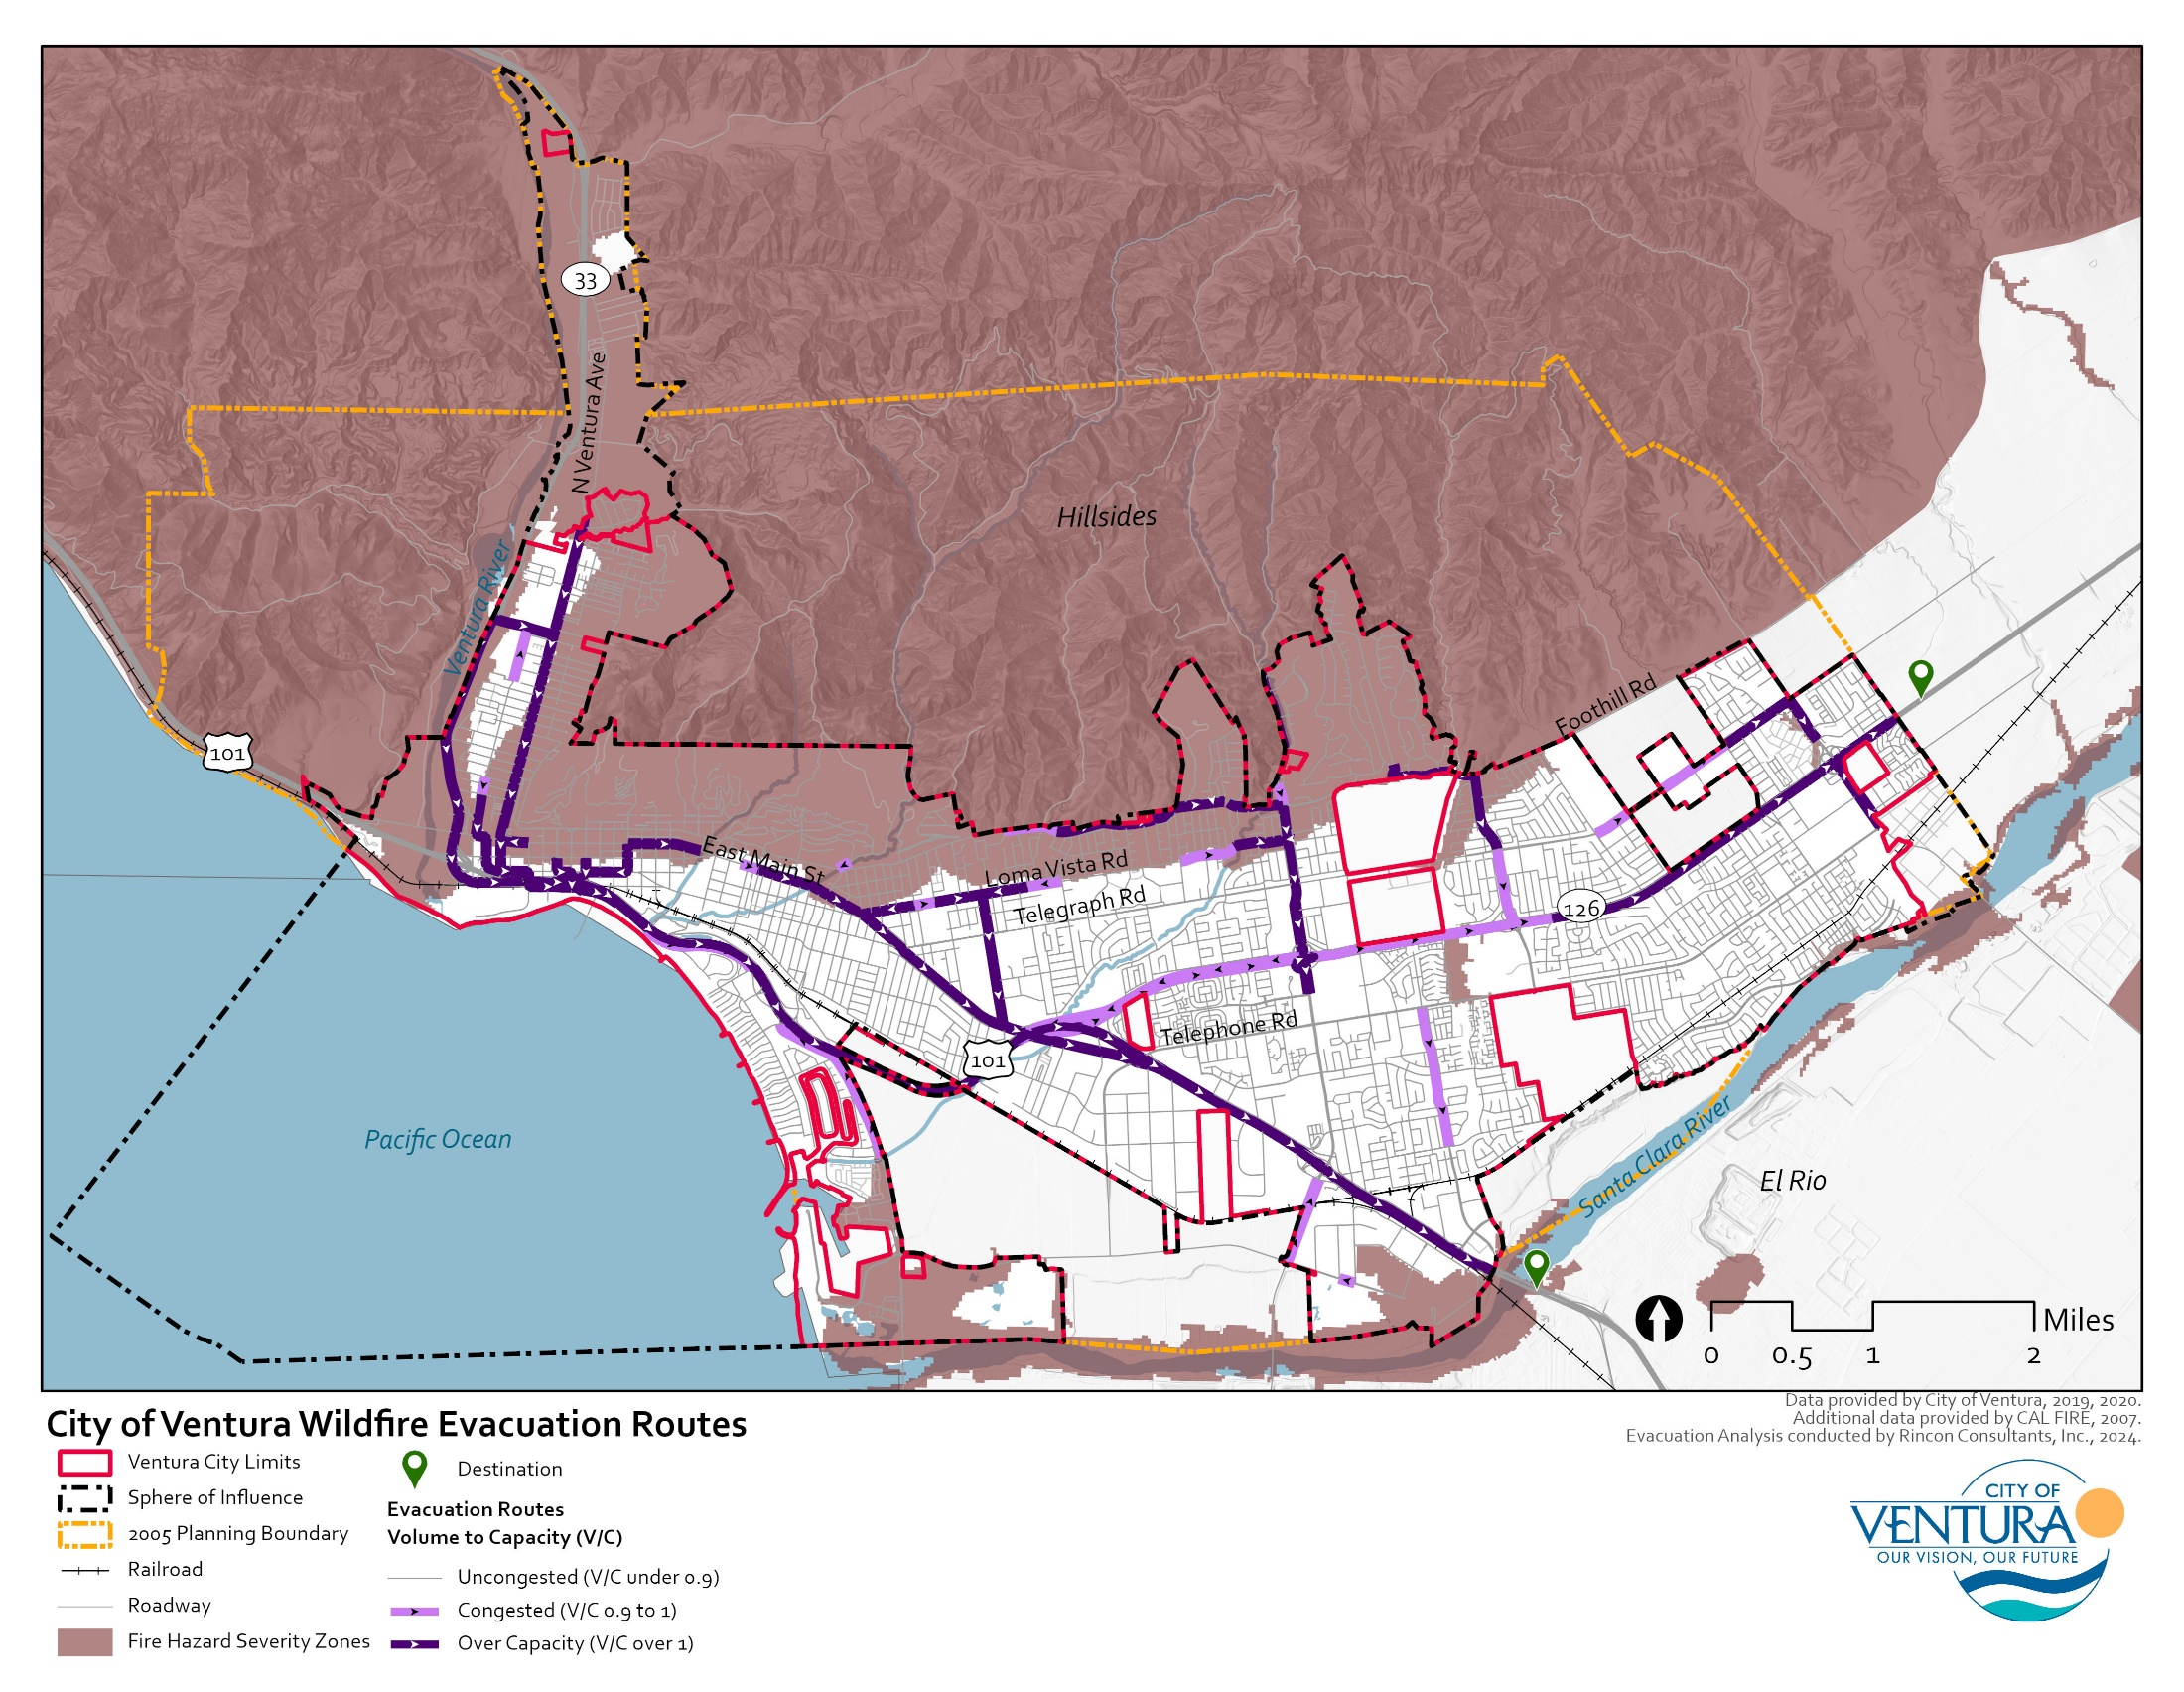 33
N Ventura Ave
Hillsides
Ventura River
Foothill Rd
101
East Main St
Loma Vista Rd
Telegraph Rd
126
Telephone Rd
101
Pacific Ocean
Santa Clara River
El Rio
Miles
0 0.5 1 2
Data provided by City of Ventura, 2019, 2020.
Additional data provided by CAL FIRE, 2007.
Evacuation Analysis conducted by Rincon Consultants, Inc., 2024.
City of Ventura Wildfire Evacuation Routes
Ventura City Limits
Sphere of Influence
2005 Planning Boundary
Railroad
Roadway
Fire Hazard Severity Zones
Destination
Evacuation Routes
Volume to Capacity (V/C)
Uncongested (V/C under 0.9)
Congested (V/C 0.9 to 1)
Over Capacity (V/C over 1)
CITY OF
VENTURA
OUR VISION, OUR FUTURE